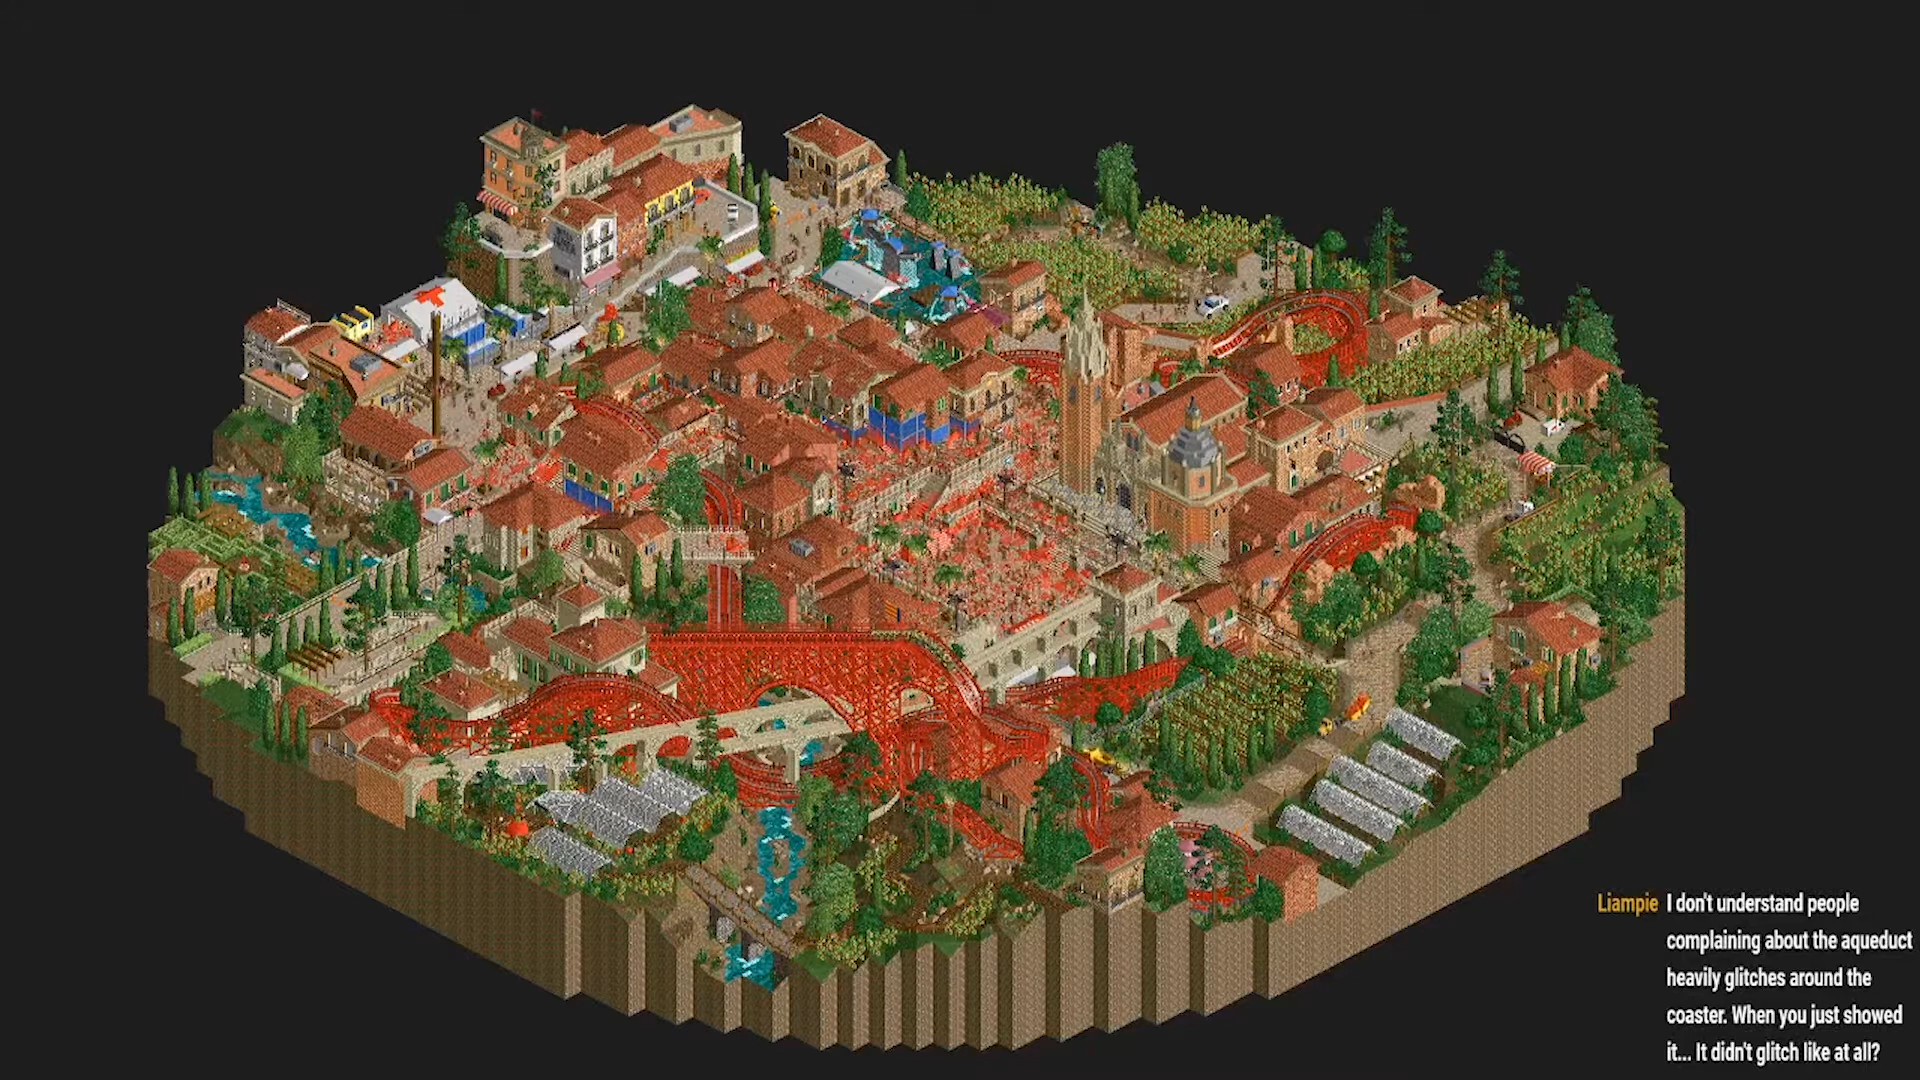 Liampie I don't understand people
complaining about the aqueduct
heavily glitches around the
coaster. When you just showed
it... It didn't glitch like at all?